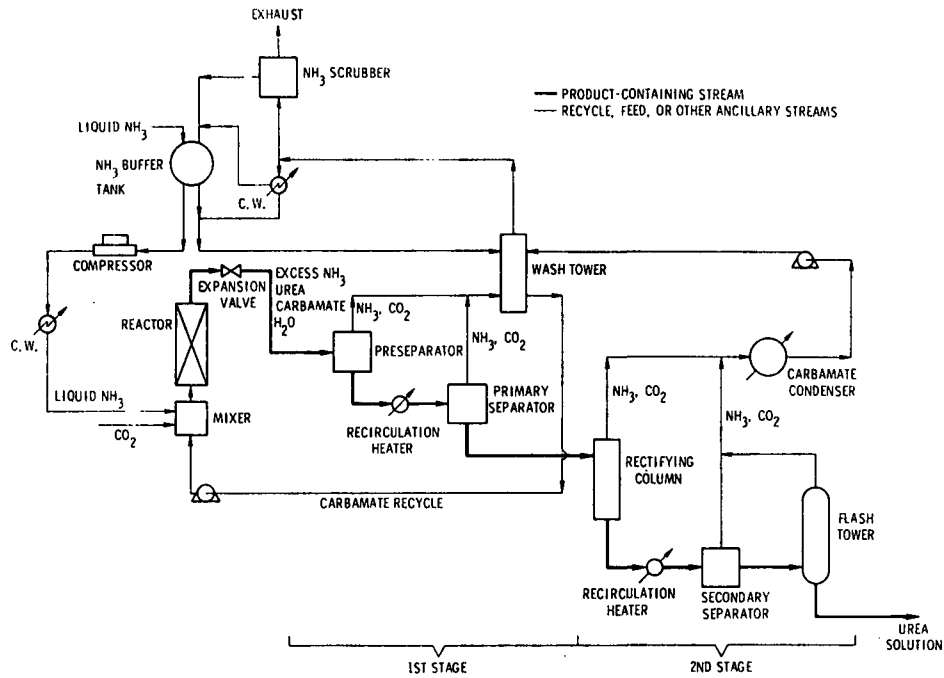 EXHAUST
NH3 SCRUBBER
PRODUCT-CONTAINING STREAM
RECYCLE, FEED, OR OTHER ANCILLARY STREAMS
LIQUID NH3
NH3 BUFFER
TANK
C.W.
COMPRESSOR
WASH TOWER
EXPANSION
VALVE
EXCESS NH3
UREA
CARBAMATE
H2O
NH3, CO2
REACTOR
C.W.
PRESEPARATOR
NH3, CO2
CARBAMATE
CONDENSER
LIQUID NH3
CO2
MIXER
RECIRCULATION
HEATER
PRIMARY
SEPARATOR
NH3, CO2
NH3, CO2
RECTIFYING
COLUMN
CARBAMATE RECYCLE
FLASH
TOWER
RECIRCULATION
HEATER
SECONDARY
SEPARATOR
UREA
SOLUTION
1ST STAGE
2ND STAGE